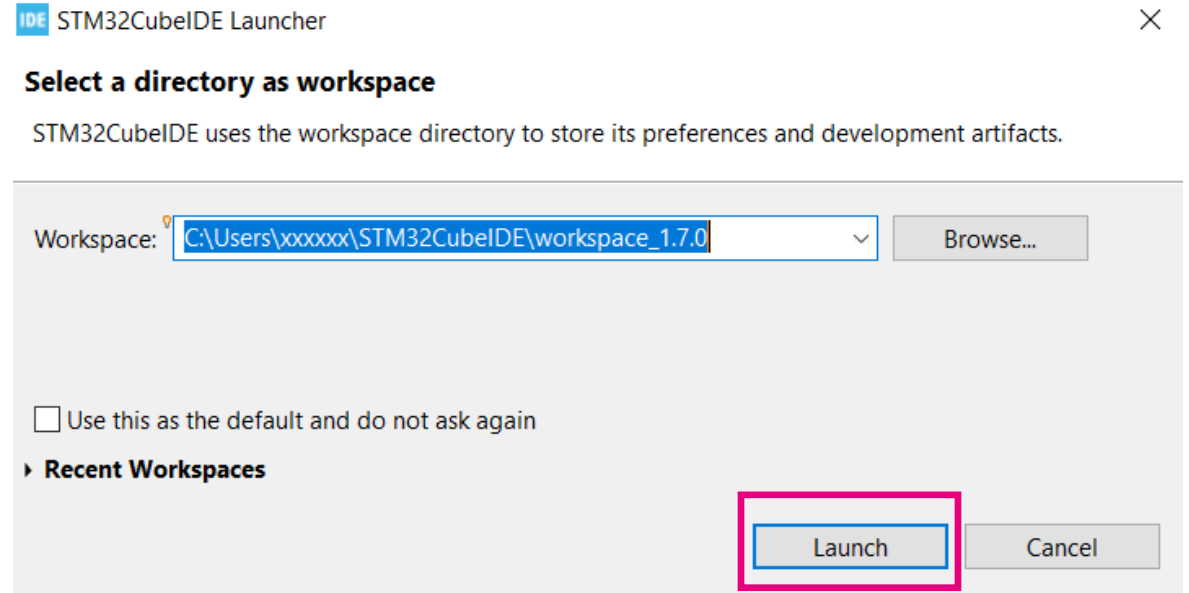 IDE STM32CubeIDE Launcher
Select a directory as workspace
STM32CubeIDE uses the workspace directory to store its preferences and development artifacts.
Workspace: C:\Users\xxxxxx\STM32CubeIDE\workspace_1.7.0 Browse...
Use this as the default and do not ask again
Recent Workspaces
Launch Cancel